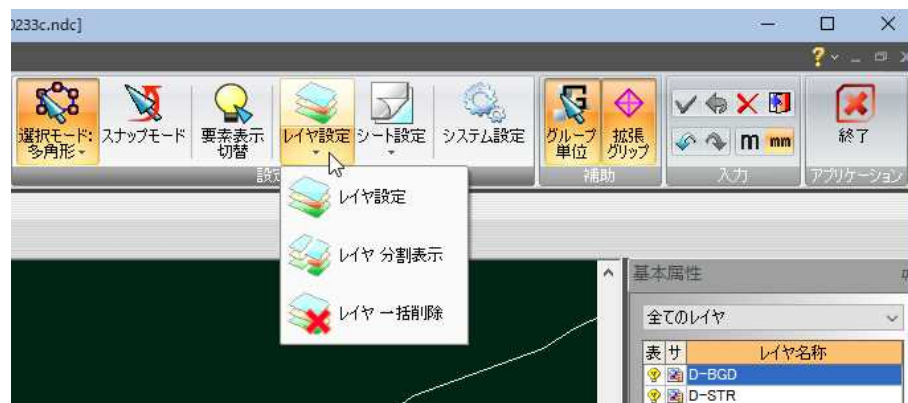 0233c.ndc]
選択モード:
多角形
スナップモード
要素表示
切替
レイヤ設定
シート設定
システム設定
グループ
単位
拡張
グリップ
m
mm
終了
補助
入力
アプリケーション
レイヤ設定
レイヤ 分割表示
レイヤ 一括削除
基本属性
全てのレイヤ
表 サ レイヤ名称
D-BGD
D-STR